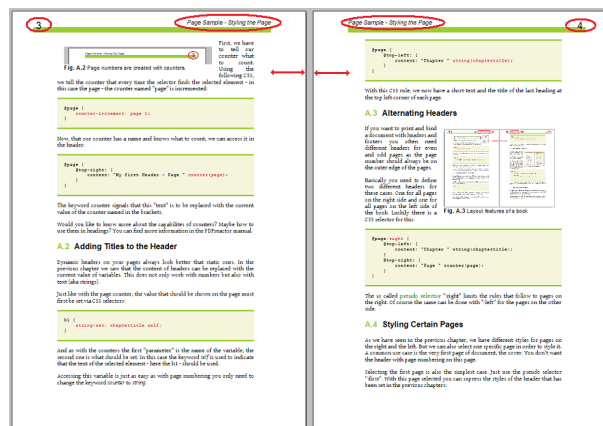 3
Page Sample - Styling the Page
First, we have
to tell our
counter what
to count.
Using the
following CSS,
Fig. A.2 Page numbers are created with counters.
we tell the counter that every time the selector finds the selected element - in
this case the page - the counter named "page" is incremented:
@page {
counter-increment: page 1;
}
Now, that our counter has a name and knows what to count, we can access it in
the header:
@page {
@top-right: {
content: "My first Header - Page " counter(page);
}
}
The keyword counter signals that this "text" is to be replaced with the current
value of the counter named in the brackets.
Would you like to know more about the capabilites of counters? Maybe how to
use them in headings? You can find more information in the PDFreactor manual.
A.2 Adding Titles to the Header
Dynamic headers on your pages always look better that static ones. In the
previous chapter we saw that the content of headers can be replaced with the
current value of variables. This does not only work with numbers but also with
text (aka strings):
Just like with the page counter, the value that should be shown on the page must
first be set via CSS selectors:
h1 {
string-set: chaptertitle self;
}
And as with the counters the first "parameter" is the name of the variable, the
second one is what should be set. In this case the keyword self is used to indicate
that the text of the selected element - here the h1 - should be used.
Accessing this variable is just as easy as with page numbering you only need to
change the keyword counter to string:
Page Sample - Styling the Page
4
@page {
@top-left: {
content: "Chapter " string(chaptertitle);
}
}
With this CSS rule, we now have a short text and the title of the last heading at
the top left corner of each page.
A.3 Alternating Headers
If you want to print and bind
a document with headers and
footers you often need
different headers for even
and odd pages as the page
number should always be on
the outer edge of the pages.
Basically you need to define
two different headers for
these cases. One for all pages
on the right side and one for
all pages on the left side of
the book. Luckily there is a
CSS selector for this:
Fig. A.3 Layout features of a book
@page:right {
@top-left: {
content: "Chapter " string(chaptertitle);
}
@top-right: {
content: "Page " counter(page);
}
}
The so called pseudo selector "right" limits the rules that follow to pages on
the right. Of course the same can be done with "left" for the pages on the other
side.
A.4 Styling Certain Pages
As we have seen in the previous chapter, we have different styles for pages on
the right and the left. But we can also select one specific page in order to style it.
A common use case is the very first page of document, the cover. You don't want
the header with page numbering on this page.
Selecting the first page is also the simplest case. Just use the pseudo selector
"first". With this page selected you can supress the styles of the header that has
been set in the previous chapters: